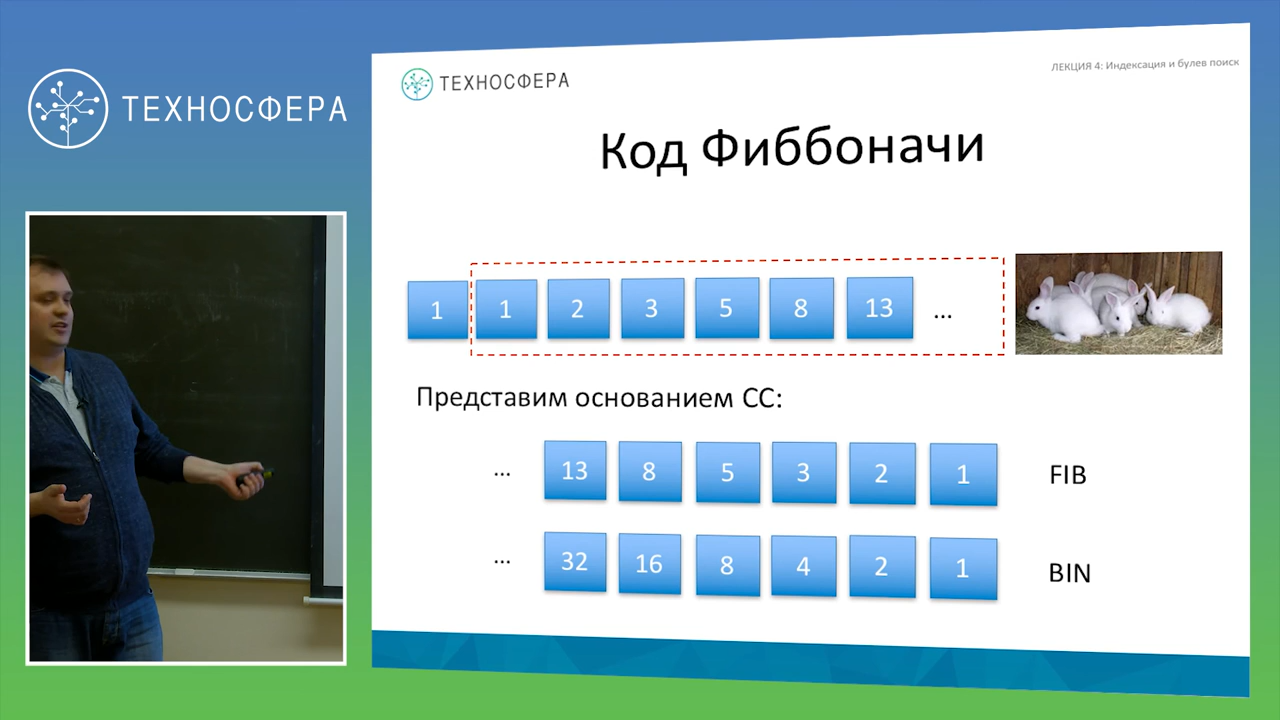 ТЕХНОСФЕРА
ТЕХНОСФЕРА
ЛЕКЦИЯ 4: Индексация и булев поиск
Код Фиббоначи
1 1 2 3 5 8 13 ...
Представим основанием СС:
... 13 8 5 3 2 1 FIB
... 32 16 8 4 2 1 BIN